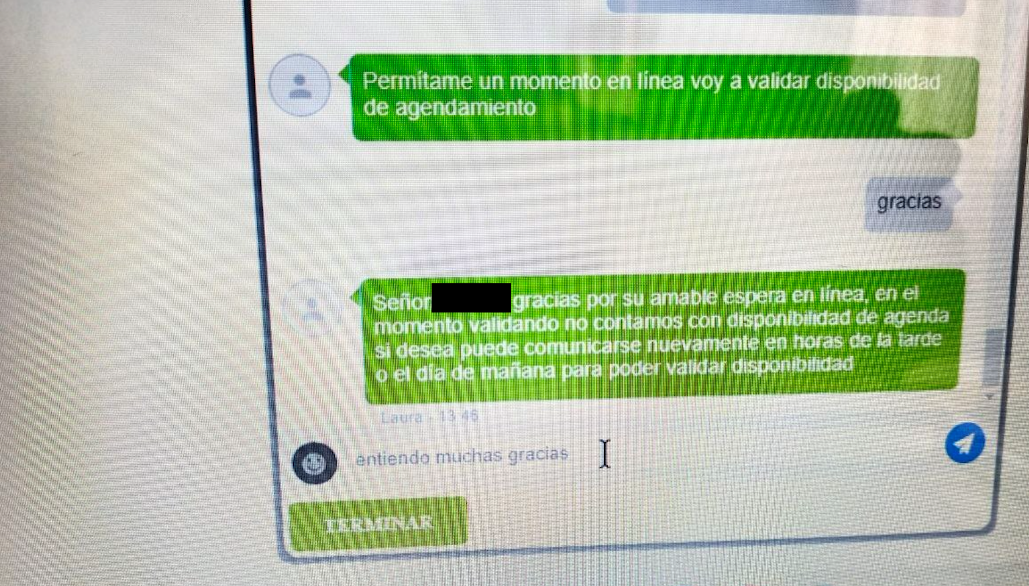 Permítame un momento en línea voy a validar disponibilidad
de agendamiento
gracias
Señor gracias por su amable espera en línea, en el
momento validando no contamos con disponibilidad de agenda
si desea puede comunicarse nuevamente en horas de la tarde
o el día de mañana para poder validar disponibilidad
Laura - 13:46
entiendo muchas gracias
TERMINAR